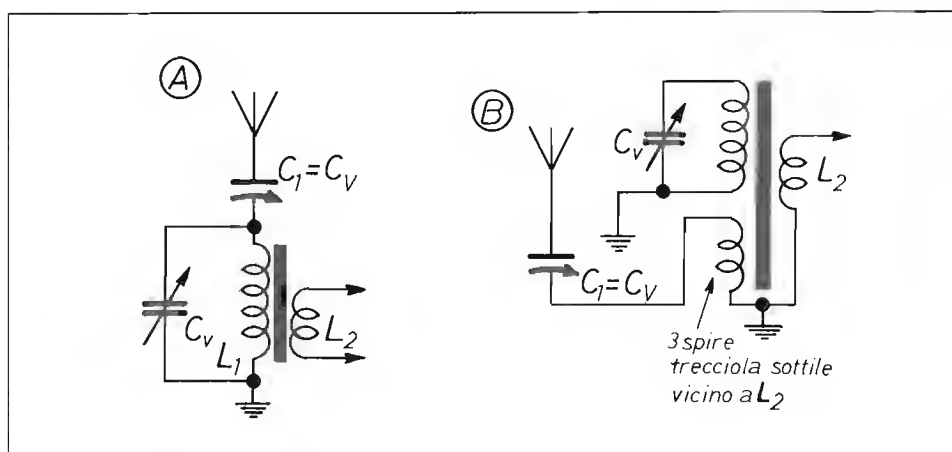 A
C1=CV
CV
L1
L2
B
CV
L2
C1=CV
3 spire
trecciola sottile
vicino a L2